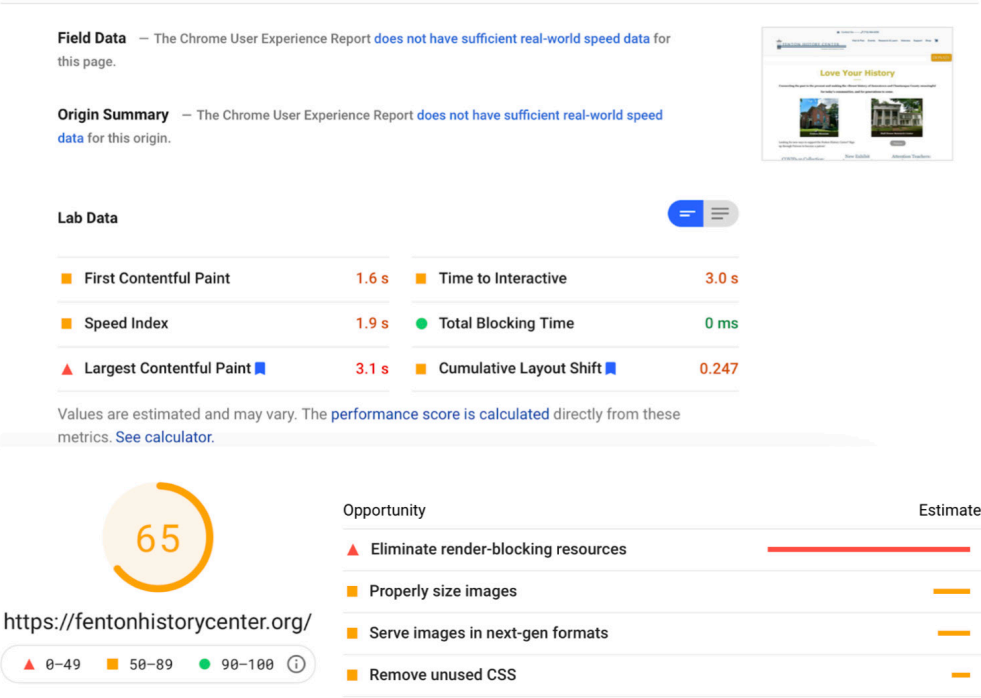 Field Data — The Chrome User Experience Report does not have sufficient real-world speed data for
this page.
Origin Summary — The Chrome User Experience Report does not have sufficient real-world speed
data for this origin.
Love Your History
Lab Data
First Contentful Paint 1.6 s
Time to Interactive 3.0 s
Speed Index 1.9 s
Total Blocking Time 0 ms
Largest Contentful Paint 3.1 s
Cumulative Layout Shift 0.247
Values are estimated and may vary. The performance score is calculated directly from these
metrics. See calculator.
65
https://fentonhistorycenter.org/
0–49 50–89 90–100
Opportunity Estimate
Eliminate render-blocking resources
Properly size images
Serve images in next-gen formats
Remove unused CSS